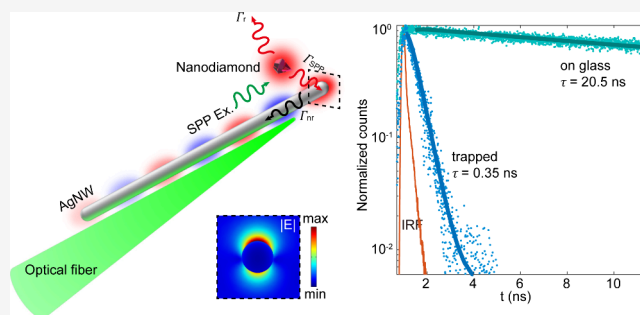 Γr
Nanodiamond
ΓSPP
SPP Ex.
Γnr
AgNW
Optical fiber
|E|
max
min
Normalized counts
10⁰
10⁻¹
10⁻²
on glass
τ = 20.5 ns
trapped
τ = 0.35 ns
IRF
2 4 6 8 10
t (ns)